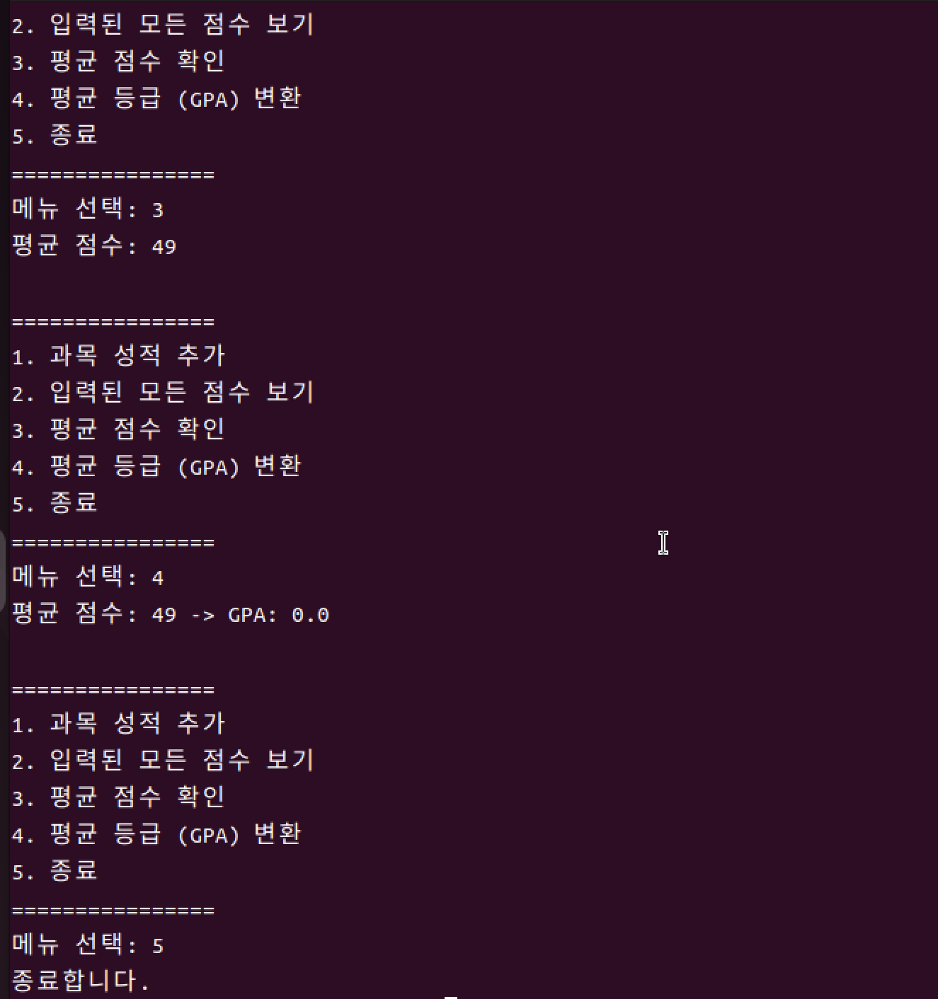 2. 입력된 모든 점수 보기
3. 평균 점수 확인
4. 평균 등급 (GPA) 변환
5. 종료
================
메뉴 선택: 3
평균 점수: 49
================
1. 과목 성적 추가
2. 입력된 모든 점수 보기
3. 평균 점수 확인
4. 평균 등급 (GPA) 변환
5. 종료
================
메뉴 선택: 4
평균 점수: 49 -> GPA: 0.0
================
1. 과목 성적 추가
2. 입력된 모든 점수 보기
3. 평균 점수 확인
4. 평균 등급 (GPA) 변환
5. 종료
================
메뉴 선택: 5
종료합니다.